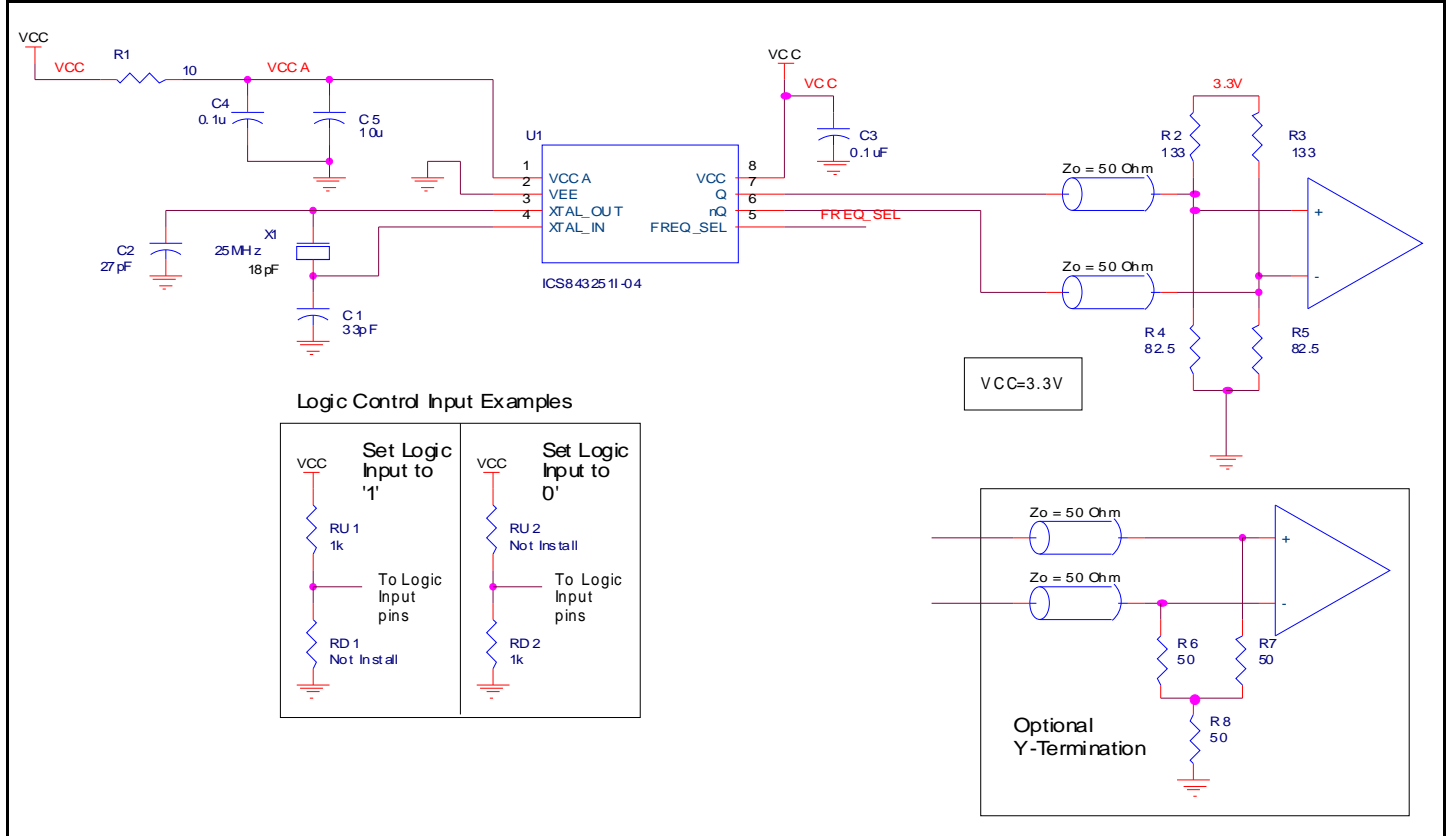 VCC
VCC
R1
10
VCCA
C4
0.1u
C5
10u
VCC
VCC
C3
0.1uF
3.3V
R2
133
R3
133
U1
1
2
3
4
VCCA
VEE
XTAL_OUT
XTAL_IN
VCC
Q
nQ
FREQ_SEL
8
7
6
5
FREQ_SEL
ICS843251I-04
C2
27pF
X1
25MHz
18pF
C1
33pF
Zo = 50 Ohm
Zo = 50 Ohm
+
-
R4
82.5
R5
82.5
VCC=3.3V
Logic Control Input Examples
VCC
Set Logic
Input to
'1'
RU1
1k
To Logic
Input
pins
RD1
Not Install
VCC
Set Logic
Input to
'0'
RU2
Not Install
To Logic
Input
pins
RD2
1k
Zo = 50 Ohm
Zo = 50 Ohm
+
-
R6
50
R7
50
R8
50
Optional
Y-Termination